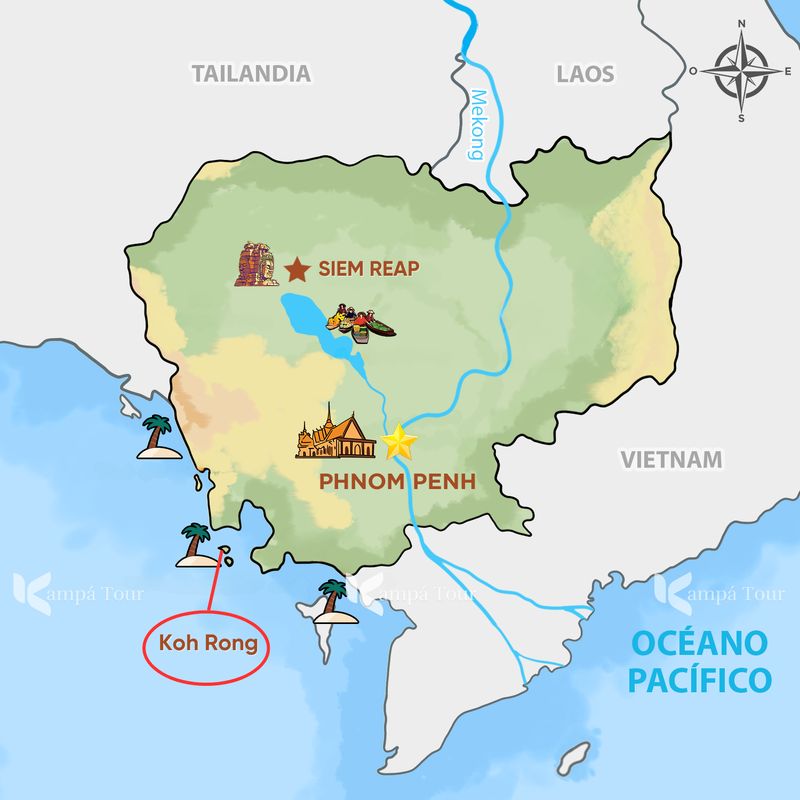 TAILANDIA
LAOS
N
O
E
S
Mekong
SIEM REAP
VIETNAM
PHNOM PENH
Kampá Tour
Kampá Tour
Kampá Tour
Koh Rong
OCÉANO
PACÍFICO